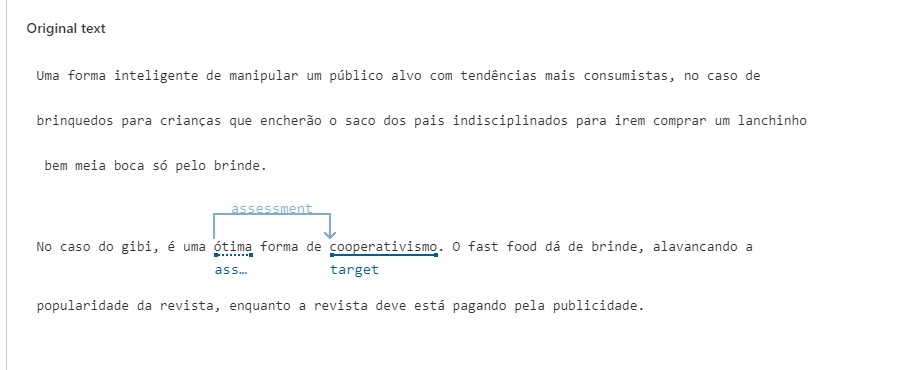 Original text
Uma forma inteligente de manipular um público alvo com tendências mais consumistas, no caso de
brinquedos para crianças que encherão o saco dos pais indisciplinados para irem comprar um lanchinho
bem meia boca só pelo brinde.
assessment
No caso do gibi, é uma ótima forma de cooperativismo. O fast food dá de brinde, alavancando a
ass… target
popularidade da revista, enquanto a revista deve está pagando pela publicidade.